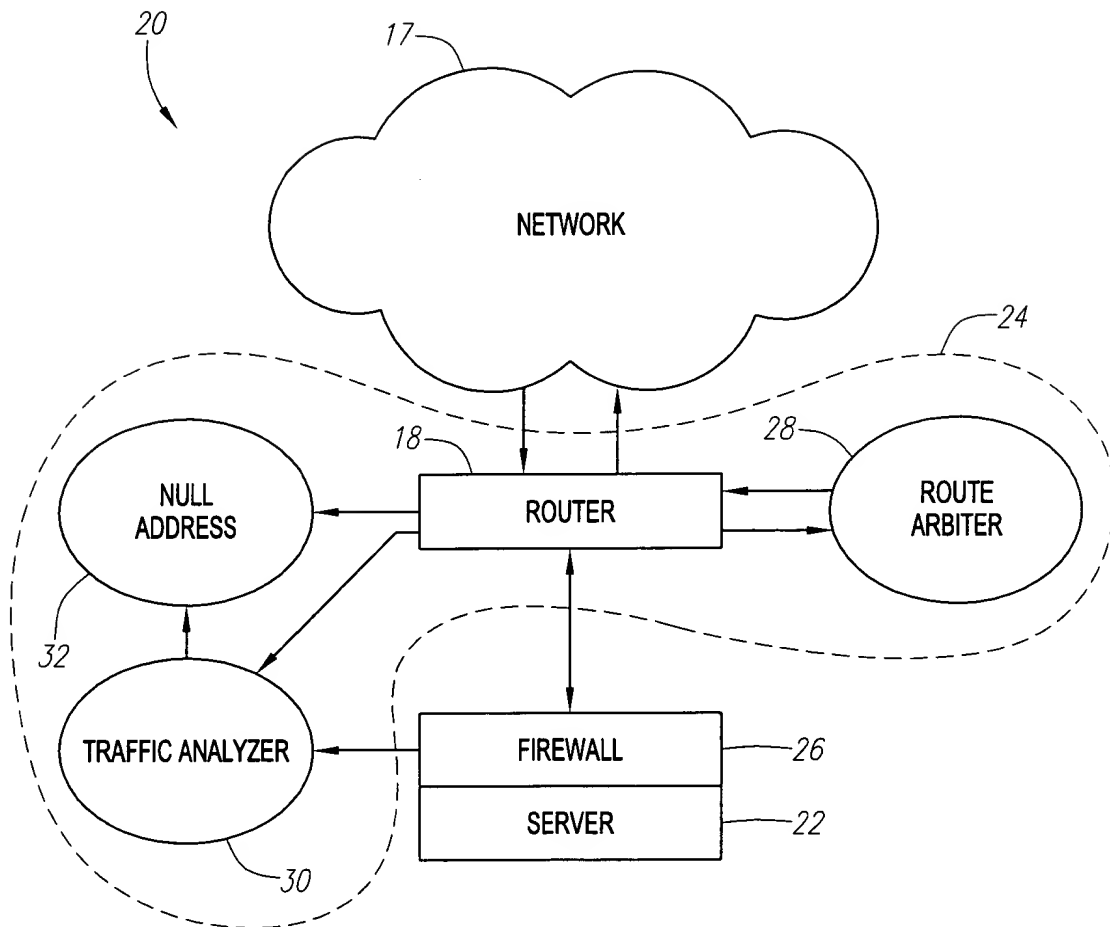 20
17
NETWORK
24
18
28
NULL
ADDRESS
ROUTER
ROUTE
ARBITER
32
TRAFFIC ANALYZER
FIREWALL
26
SERVER
22
30